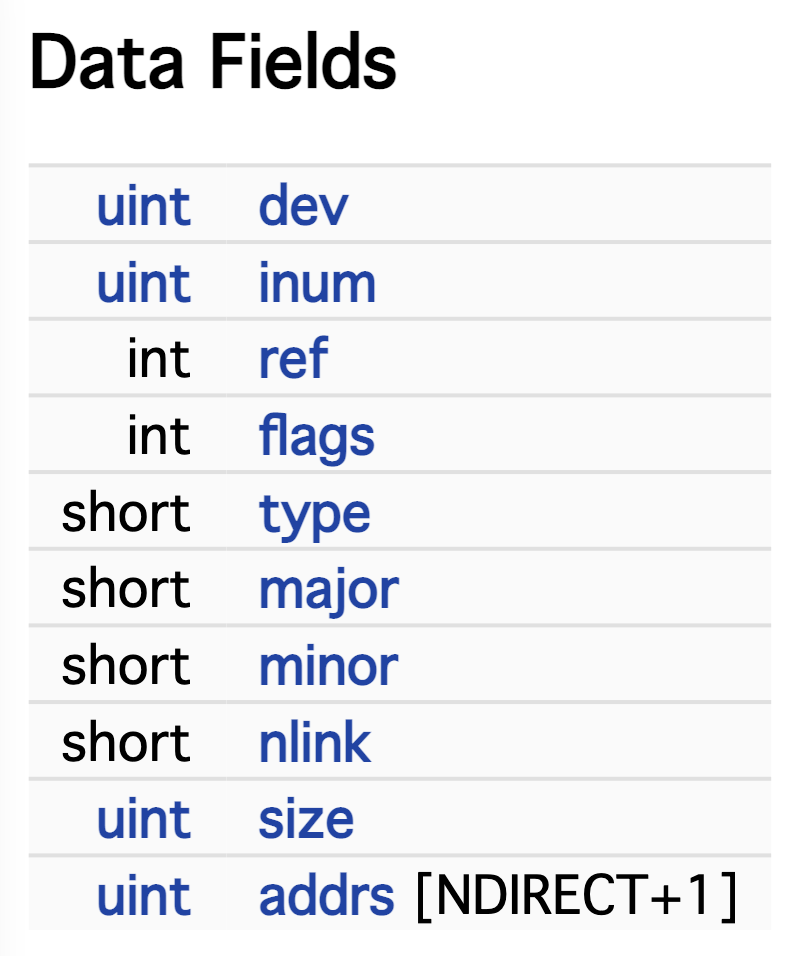 Data Fields
uint dev
uint inum
int ref
int flags
short type
short major
short minor
short nlink
uint size
uint addrs [NDIRECT+1]